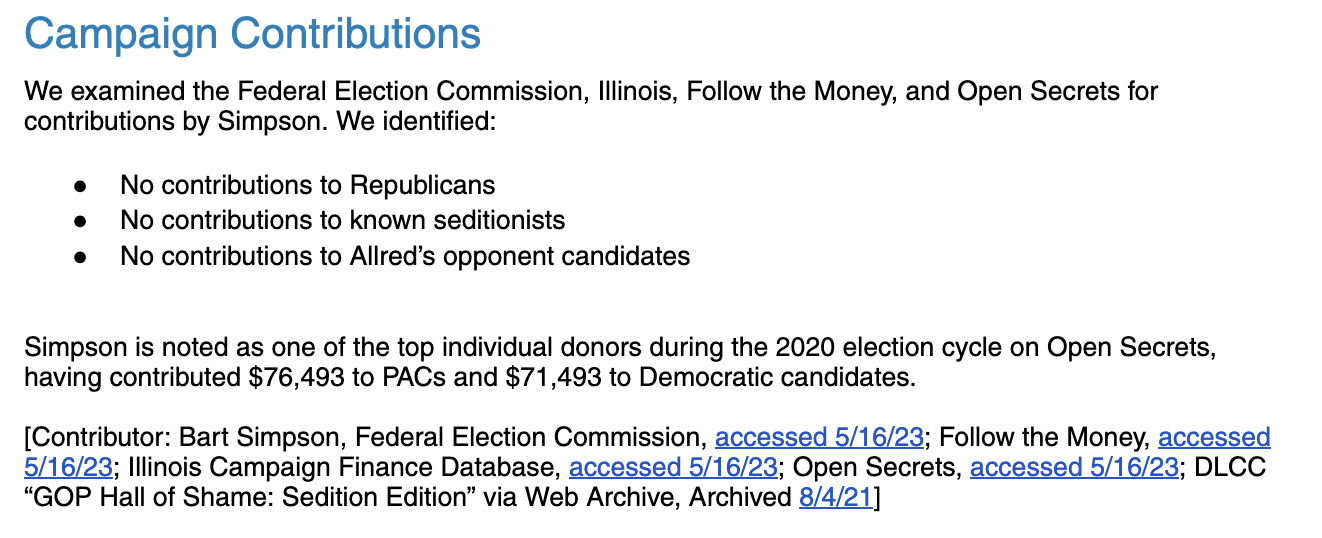 Campaign Contributions
We examined the Federal Election Commission, Illinois, Follow the Money, and Open Secrets for
contributions by Simpson. We identified:
● No contributions to Republicans
● No contributions to known seditionists
● No contributions to Allred’s opponent candidates
Simpson is noted as one of the top individual donors during the 2020 election cycle on Open Secrets,
having contributed $76,493 to PACs and $71,493 to Democratic candidates.
[Contributor: Bart Simpson, Federal Election Commission, accessed 5/16/23; Follow the Money, accessed
5/16/23; Illinois Campaign Finance Database, accessed 5/16/23; Open Secrets, accessed 5/16/23; DLCC
“GOP Hall of Shame: Sedition Edition” via Web Archive, Archived 8/4/21]